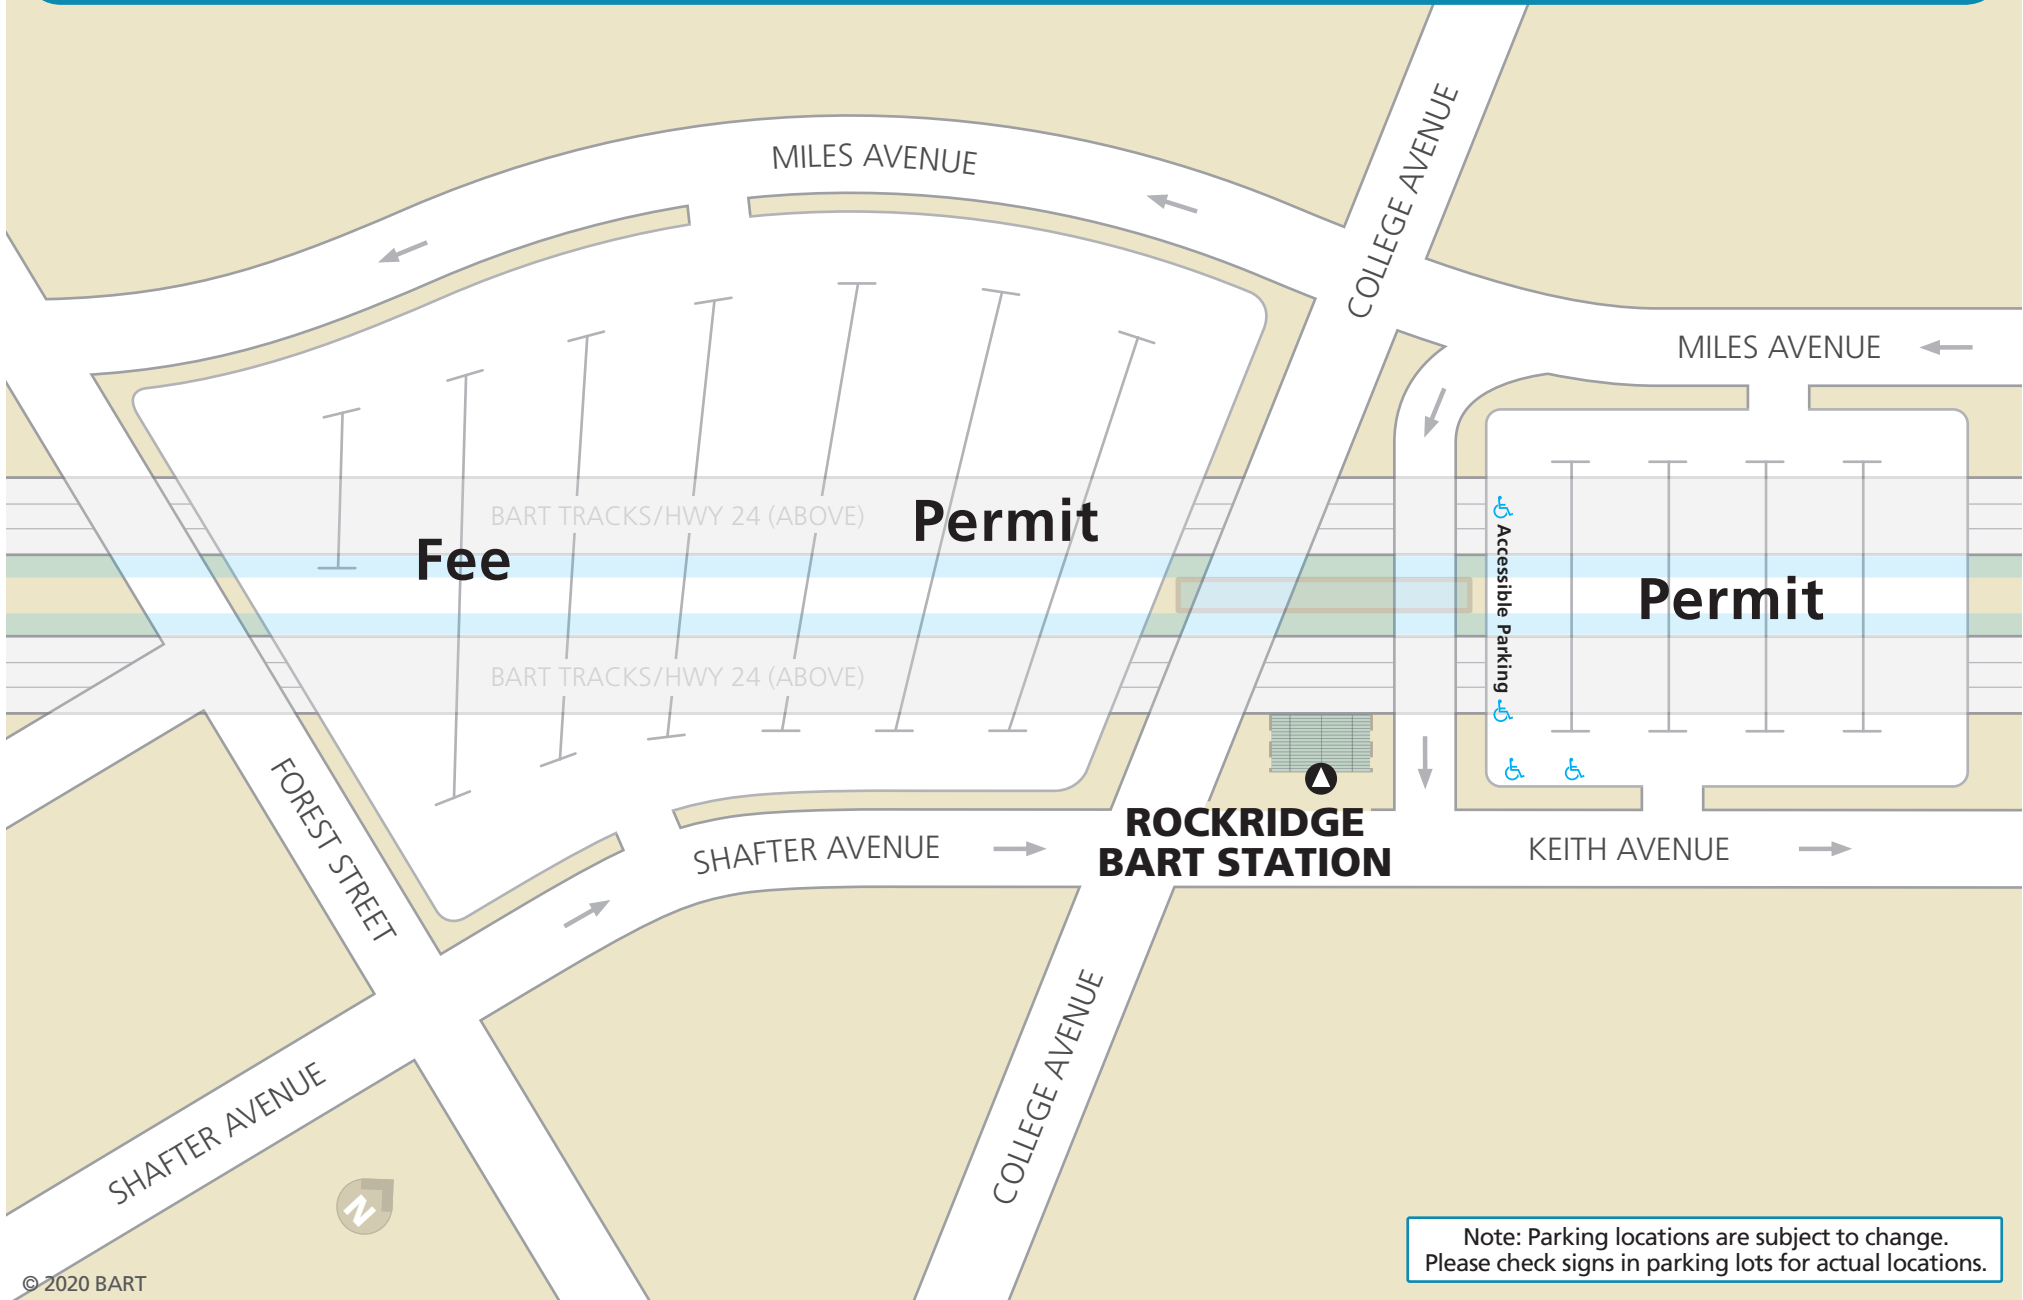 MILES AVENUE
COLLEGE AVENUE
MILES AVENUE
BART TRACKS/HWY 24 (ABOVE)
Permit
Fee
Accessible Parking
Permit
BART TRACKS/HWY 24 (ABOVE)
FOREST STREET
SHAFTER AVENUE
ROCKRIDGE
BART STATION
KEITH AVENUE
COLLEGE AVENUE
SHAFTER AVENUE
N
Note: Parking locations are subject to change.
Please check signs in parking lots for actual locations.
© 2020 BART